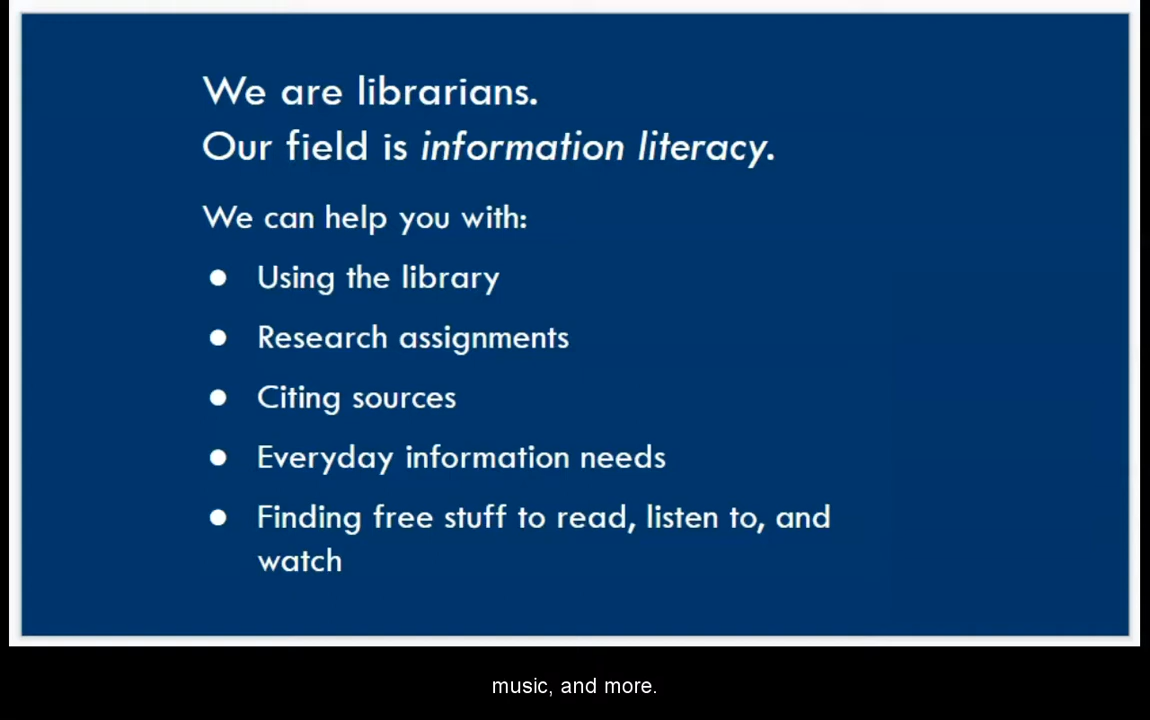 We are librarians.
Our field is information literacy.
We can help you with:
● Using the library
● Research assignments
● Citing sources
● Everyday information needs
● Finding free stuff to read, listen to, and
watch
music, and more.